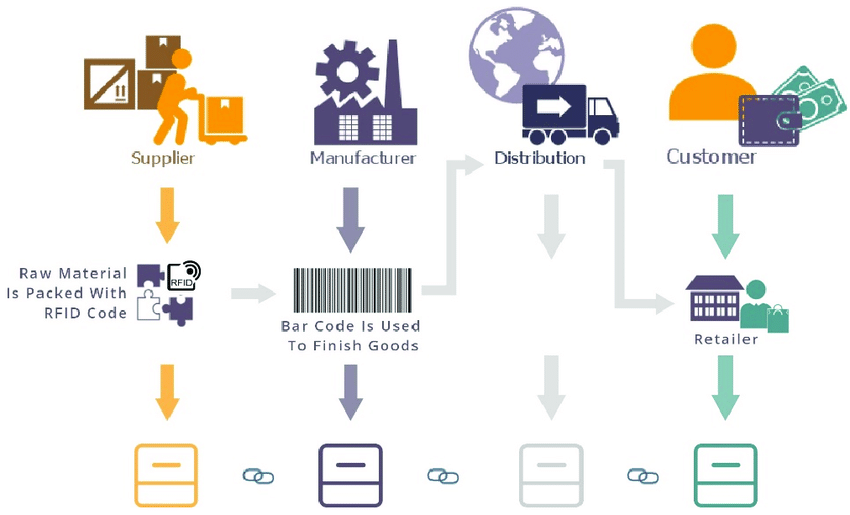 Supplier
Manufacturer
Distribution
Customer
Raw Material
Is Packed With
RFID Code
RFID
Bar Code Is Used
To Finish Goods
Retailer